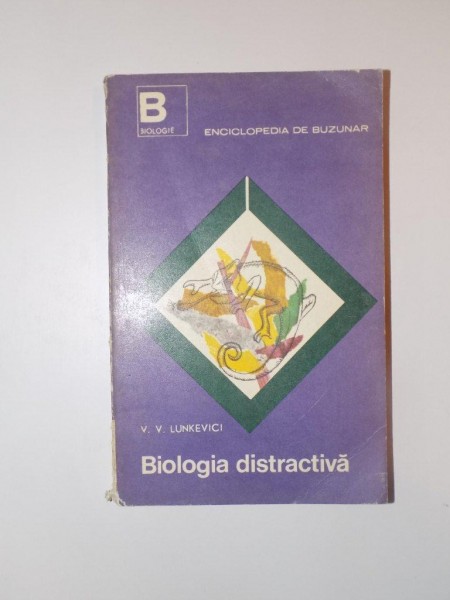 B
BIOLOGIE
ENCICLOPEDIA DE BUZUNAR
V. V. LUNKEVICI
Biologia distractivă